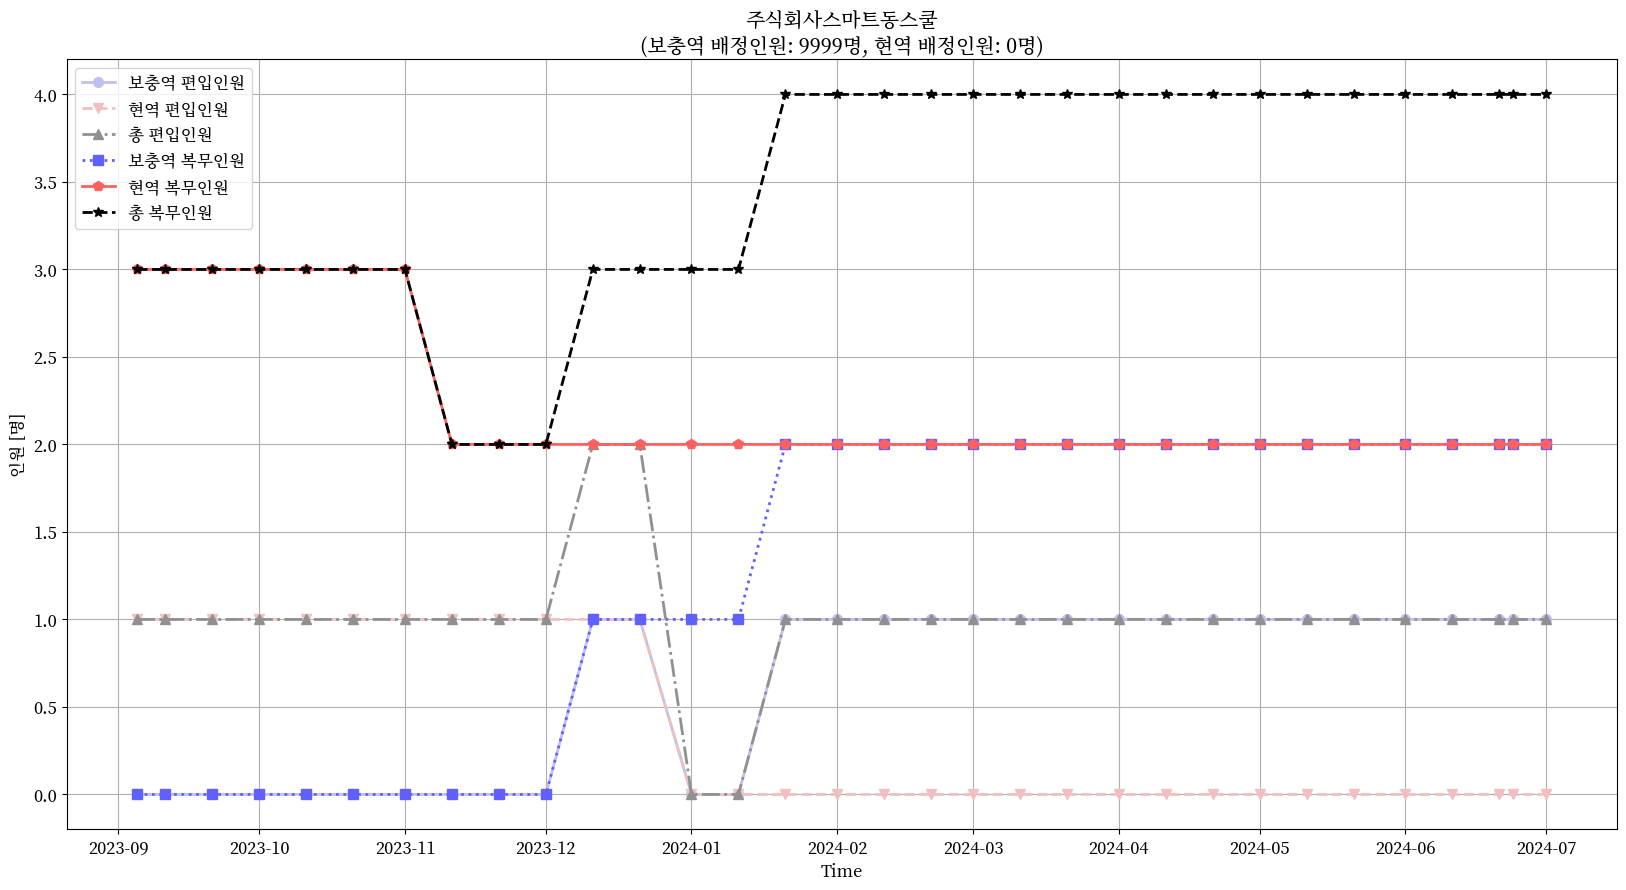 주식회사스마트동스쿨
(보충역 배정인원: 9999명, 현역 배정인원: 0명)
보충역 편입인원
현역 편입인원
총 편입인원
보충역 복무인원
현역 복무인원
총 복무인원
4.0
3.5
3.0
2.5
2.0
1.5
1.0
0.5
0.0
인원 [명]
2023-09 2023-10 2023-11 2023-12 2024-01 2024-02 2024-03 2024-04 2024-05 2024-06 2024-07
Time